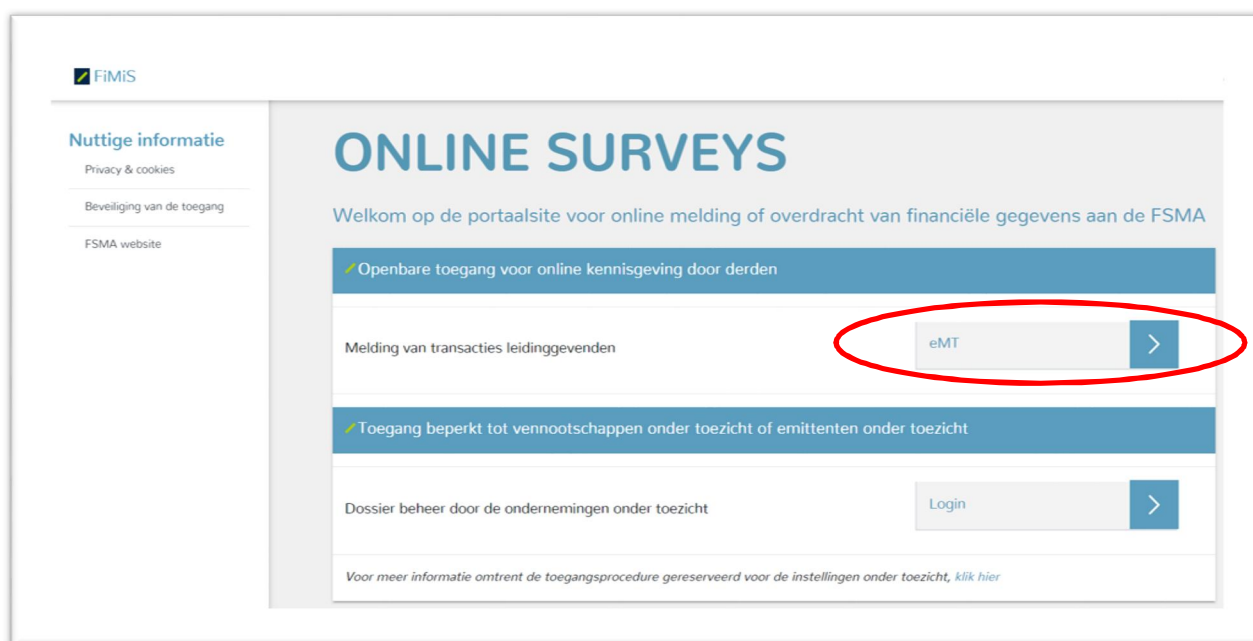 FiMiS
Nuttige informatie
Privacy & cookies
Beveiliging van de toegang
FSMA website
ONLINE SURVEYS
Welkom op de portaalsite voor online melding of overdracht van financiële gegevens aan de FSMA
Openbare toegang voor online kennisgeving door derden
Melding van transacties leidinggevenden
eMT
Toegang beperkt tot vennootschappen onder toezicht of emittenten onder toezicht
Dossier beheer door de ondernemingen onder toezicht
Login
Voor meer informatie omtrent de toegangsprocedure gereserveerd voor de instellingen onder toezicht, klik hier